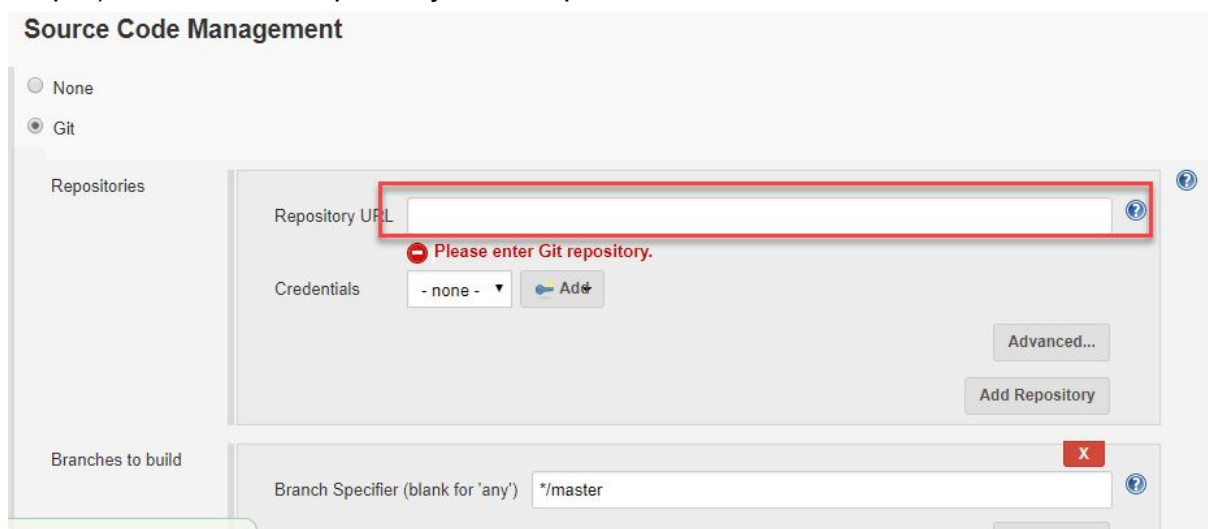 Source Code Management
None
Git
Repositories
Repository URL
Please enter Git repository.
Credentials - none - Add
Advanced...
Add Repository
Branches to build
X
Branch Specifier (blank for 'any') */master